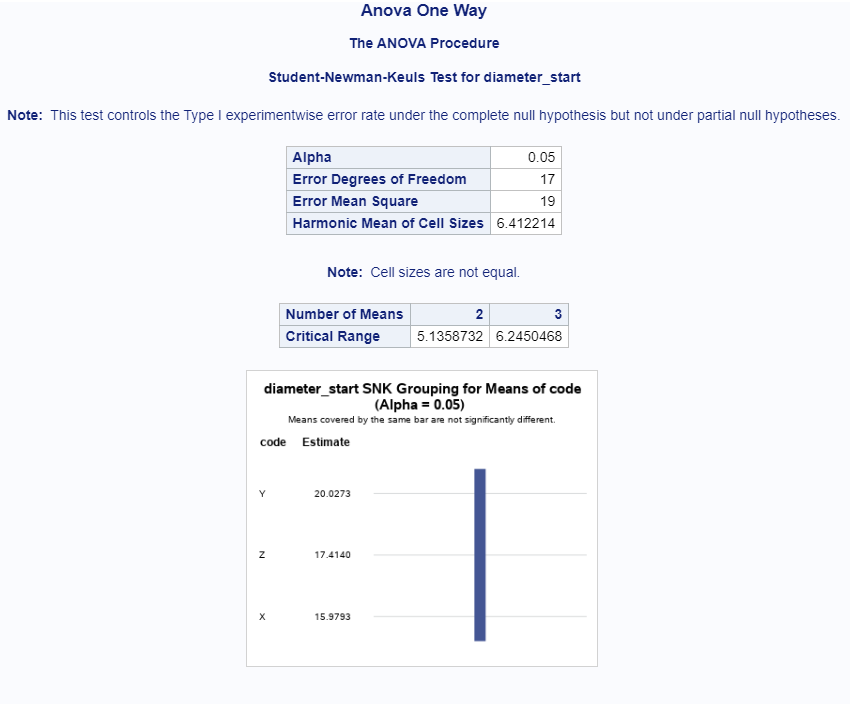 Anova One Way
The ANOVA Procedure
Student-Newman-Keuls Test for diameter_start
Note: This test controls the Type I experimentwise error rate under the complete null hypothesis but not under partial null hypotheses.
Alpha 0.05
Error Degrees of Freedom 17
Error Mean Square 19
Harmonic Mean of Cell Sizes 6.412214
Note: Cell sizes are not equal.
Number of Means 2 3
Critical Range 5.1358732 6.2450468
diameter_start SNK Grouping for Means of code
(Alpha = 0.05)
Means covered by the same bar are not significantly different.
code Estimate
Y 20.0273
Z 17.4140
X 15.9793